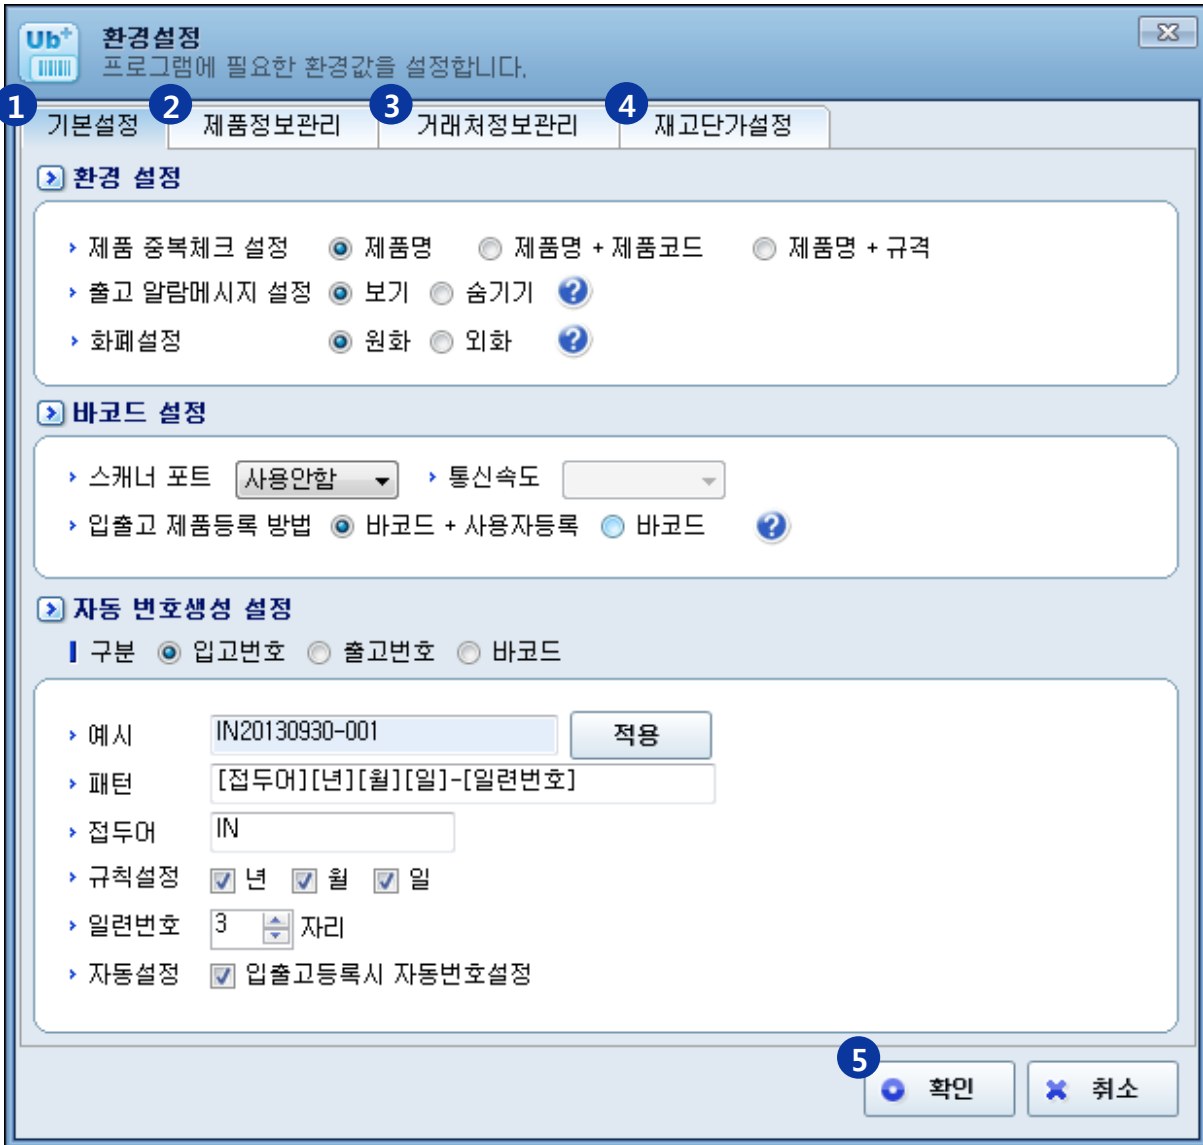 Ub+ 환경설정
프로그램에 필요한 환경값을 설정합니다.
1 기본설정 2 제품정보관리 3 거래처정보관리 4 재고단가설정
환경 설정
제품 중복체크 설정 제품명 제품명 + 제품코드 제품명 + 규격
출고 알람메시지 설정 보기 숨기기 ?
화폐설정 원화 외화 ?
바코드 설정
스캐너 포트 사용안함 통신속도
입출고 제품등록 방법 바코드 + 사용자등록 바코드 ?
자동 번호생성 설정
구분 입고번호 출고번호 바코드
예시 IN20130930-001 적용
패턴 [접두어][년][월][일]-[일련번호]
접두어 IN
규칙설정 년 월 일
일련번호 3 자리
자동설정 입출고등록시 자동번호설정
5 확인 취소